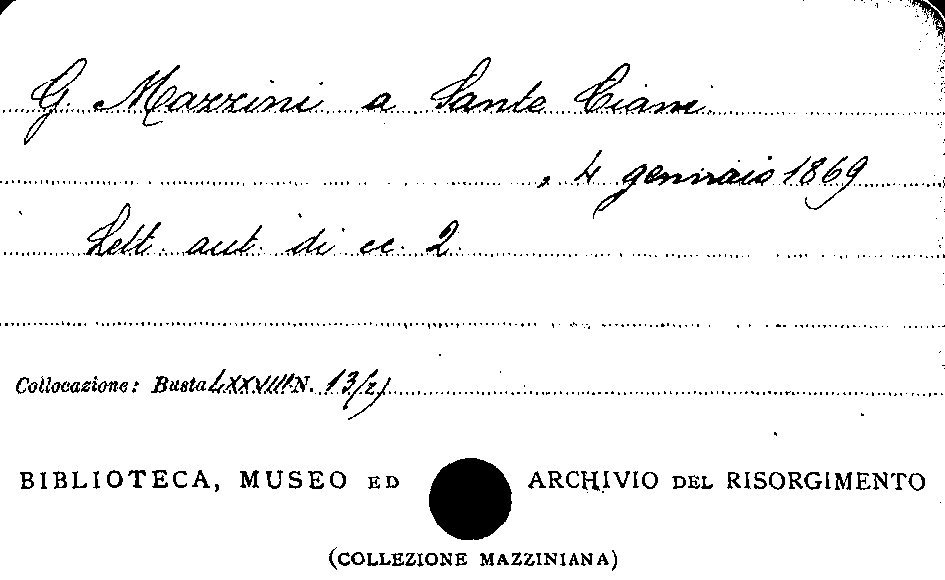 G. Mazzini a Sante Ciani
, 4 gennaio 1869
Lett. aut. di cc. 2.
Collocazione: Busta LXXVIII N. 13(2)
BIBLIOTECA, MUSEO ED ARCHIVIO DEL RISORGIMENTO
(COLLEZIONE MAZZINIANA)